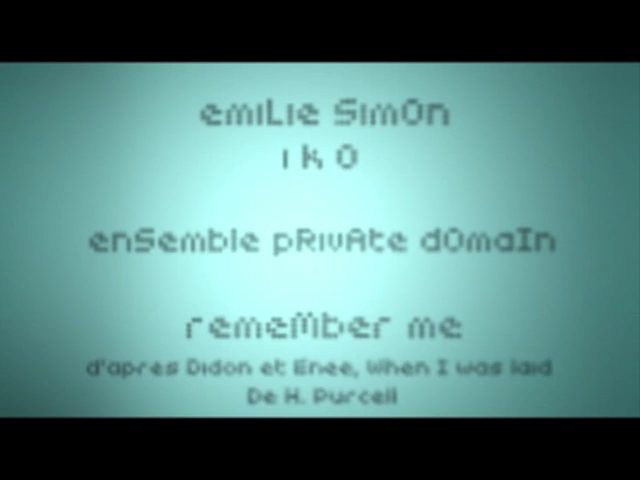 emiLie SimOn
i k O
enSemble pRivAte dOmaIn
remeMber me
d'apres Didon et Enee, When I was laid
De H. Purcell